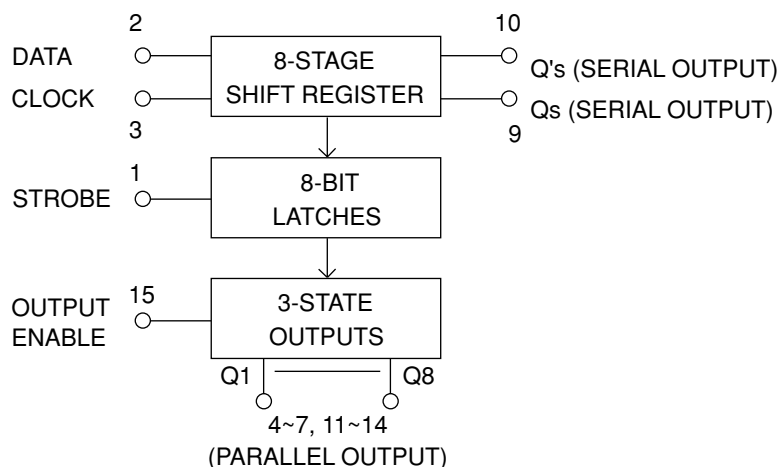 2
10
DATA
8-STAGE
Q's (SERIAL OUTPUT)
CLOCK
SHIFT REGISTER
Qs (SERIAL OUTPUT)
3
9
1
STROBE
8-BIT
LATCHES
15
OUTPUT
ENABLE
3-STATE
OUTPUTS
Q1
Q8
4~7, 11~14
(PARALLEL OUTPUT)